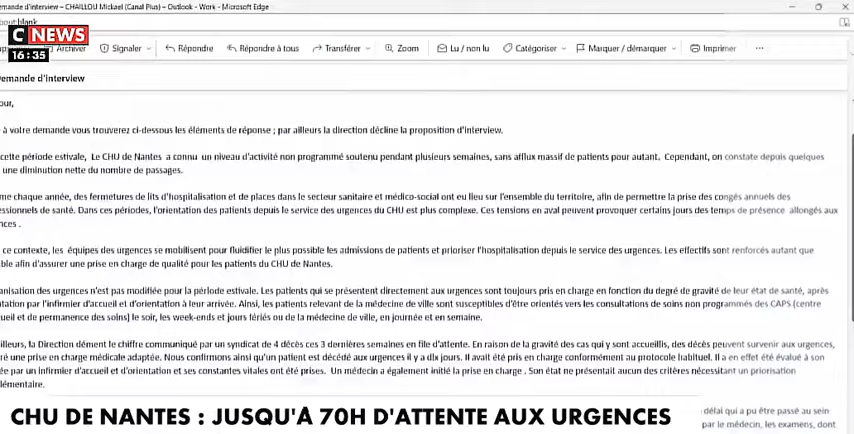 emande d'interview – CHAILLOU Mickael (Canal Plus) – Outlook - Work - Microsoft Edge
:blank
C NEWS
16:35
Archiver Signaler Répondre Répondre à tous Transférer Zoom Lu / non lu Catégoriser Marquer / démarquer Imprimer ...
emande d'interview
our,
à votre demande vous trouverez ci-dessous les éléments de réponse ; par ailleurs la direction décline la proposition d'interview.
cette période estivale, Le CHU de Nantes a connu un niveau d'activité non programmé soutenu pendant plusieurs semaines, sans afflux massif de patients pour autant. Cependant, on constate depuis quelques
une diminution nette du nombre de passages.
me chaque année, des fermetures de lits d'hospitalisation et de places dans le secteur sanitaire et médico-social ont eu lieu sur l'ensemble du territoire, afin de permettre la prise des congés annuels des
essionnels de santé. Dans ces périodes, l'orientation des patients depuis le service des urgences du CHU est plus complexe. Ces tensions en aval peuvent provoquer certains jours des temps de présence allongés aux
nces .
ce contexte, les équipes des urgences se mobilisent pour fluidifier le plus possible les admissions de patients et prioriser l'hospitalisation depuis le service des urgences. Les effectifs sont renforcés autant que
ble afin d'assurer une prise en charge de qualité pour les patients du CHU de Nantes.
anisation des urgences n'est pas modifiée pour la période estivale. Les patients qui se présentent directement aux urgences sont toujours pris en charge en fonction du degré de gravité de leur état de santé, après
ntation par l'infirmier d'accueil et d'orientation à leur arrivée. Ainsi, les patients relevant de la médecine de ville sont susceptibles d'être orientés vers les consultations de soins non programmés des CAPS (centre
ueil et de permanence des soins) le soir, les week-ends et jours fériés ou de la médecine de ville, en journée et en semaine.
illeurs, la Direction dément le chiffre communiqué par un syndicat de 4 décès ces 3 dernières semaines en file d'attente. En raison de la gravité des cas qui y sont accueillis, des décès peuvent survenir aux urgences,
ré une prise en charge médicale adaptée. Nous confirmons ainsi qu'un patient est décédé aux urgences il y a dix jours. Il avait été pris en charge conformément au protocole habituel. Il a en effet été évalué à son
ée par un infirmier d'accueil et d'orientation et ses constantes vitales ont été prises. Un médecin a également initié la prise en charge . Son état ne présentait aucun des critères nécessitant un priorisation
lémentaire.
délai qui a pu être passé au sein
par le médecin, les examens, dont
CHU DE NANTES : JUSQU'À 70H D'ATTENTE AUX URGENCES